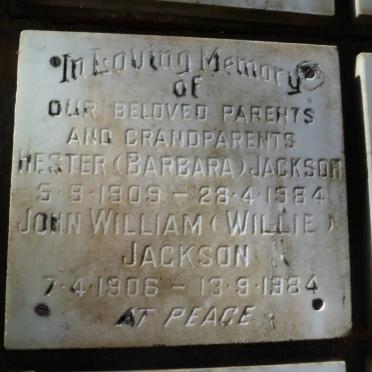 In Loving Memory
of
OUR BELOVED PARENTS
AND GRANDPARENTS
HESTER (BARBARA) JACKSON
5·9·1909 – 28·4·1984
JOHN WILLIAM (WILLIE)
JACKSON
7·4·1906 – 13·9·1984
AT PEACE